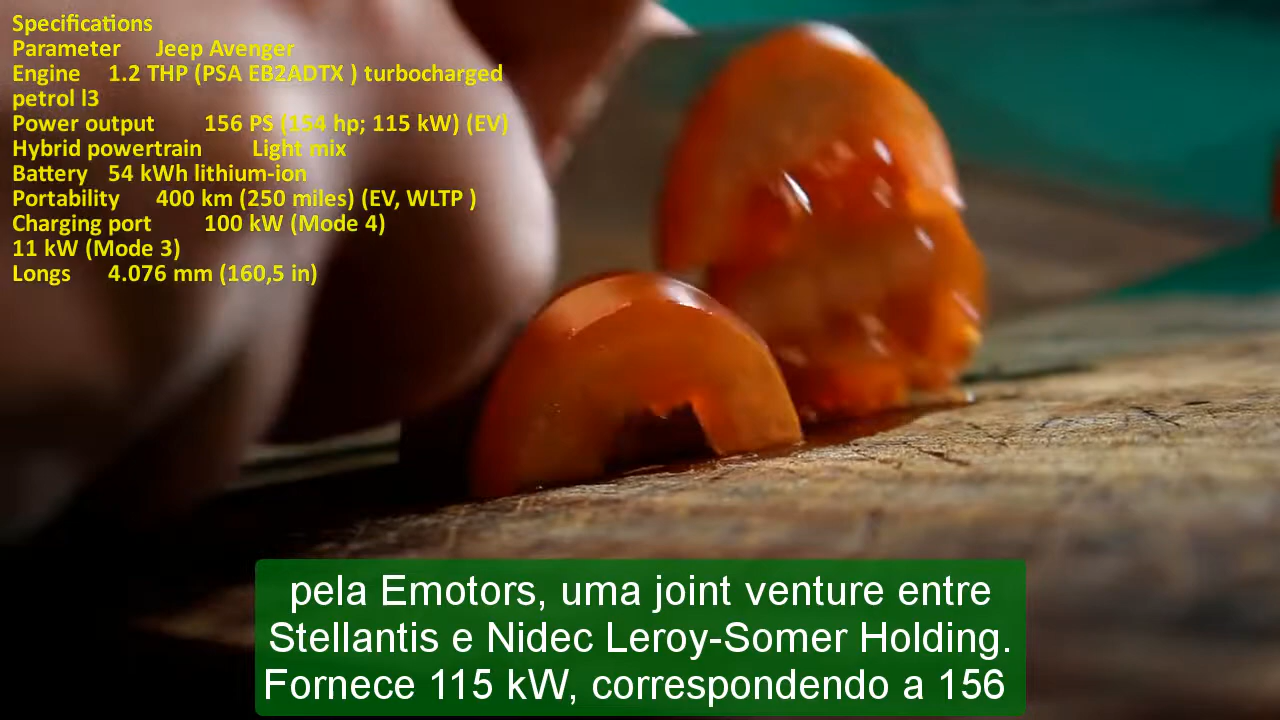 Specifications
Parameter Jeep Avenger
Engine 1.2 THP (PSA EB2ADTX ) turbocharged
petrol l3
Power output 156 PS (154 hp; 115 kW) (EV)
Hybrid powertrain Light mix
Battery 54 kWh lithium-ion
Portability 400 km (250 miles) (EV, WLTP )
Charging port 100 kW (Mode 4)
11 kW (Mode 3)
Longs 4.076 mm (160,5 in)
pela Emotors, uma joint venture entre
Stellantis e Nidec Leroy-Somer Holding.
Fornece 115 kW, correspondendo a 156